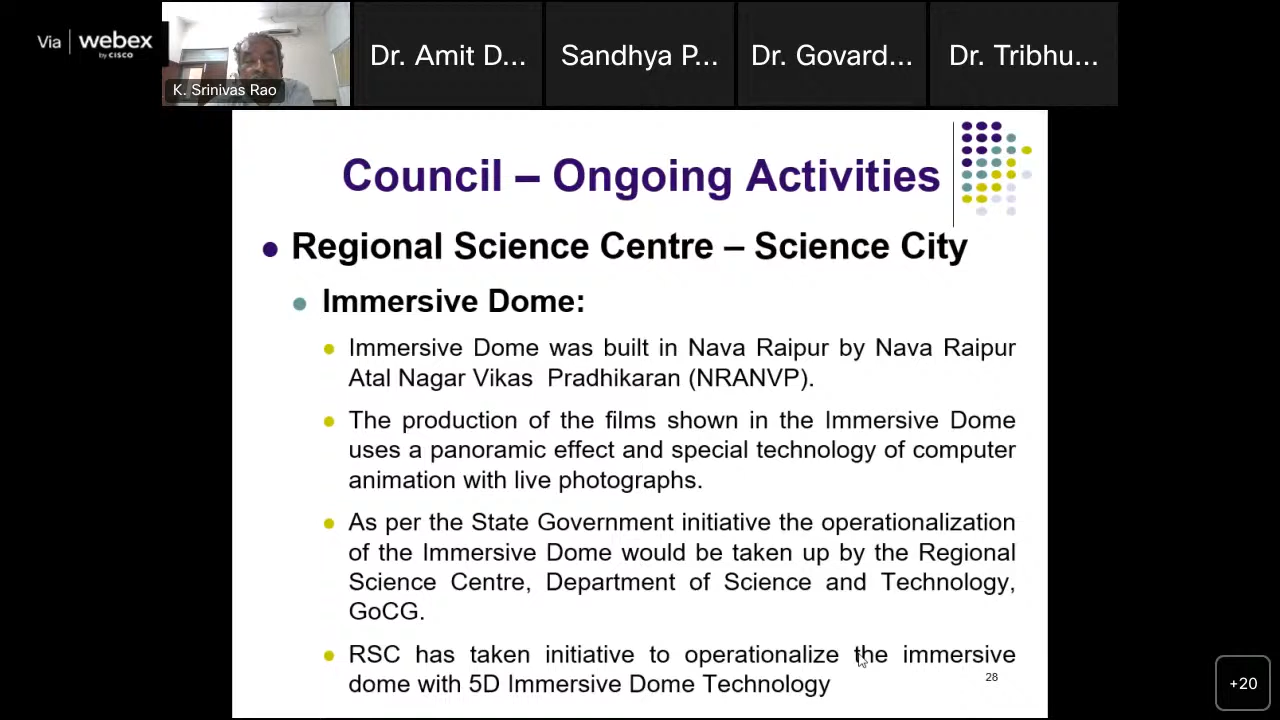 Via | webex
by CISCO
K. Srinivas Rao
Dr. Amit D...
Sandhya P...
Dr. Govard...
Dr. Tribhu...
Council – Ongoing Activities
Regional Science Centre – Science City
Immersive Dome:
Immersive Dome was built in Nava Raipur by Nava Raipur
Atal Nagar Vikas Pradhikaran (NRANVP).
The production of the films shown in the Immersive Dome
uses a panoramic effect and special technology of computer
animation with live photographs.
As per the State Government initiative the operationalization
of the Immersive Dome would be taken up by the Regional
Science Centre, Department of Science and Technology,
GoCG.
RSC has taken initiative to operationalize the immersive
dome with 5D Immersive Dome Technology
28
+20